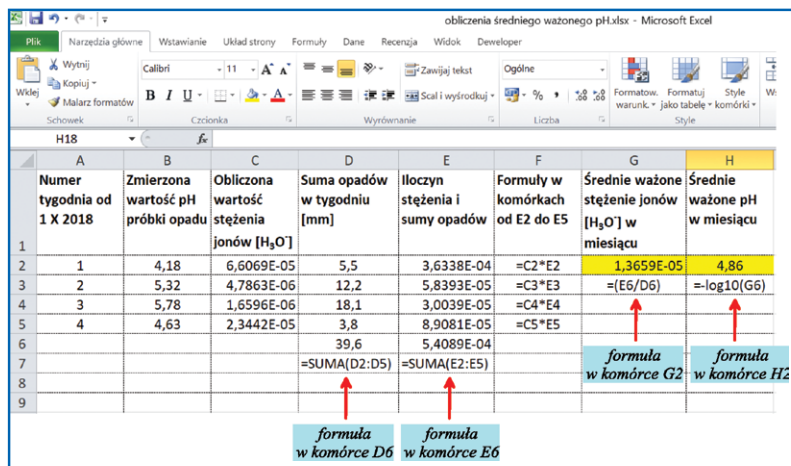 obliczenia średniego ważonego pH.xlsx - Microsoft Excel
Plik Narzędzia główne Wstawianie Układ strony Formuły Dane Recenzja Widok Deweloper
Wklej
Wytnij
Kopiuj
Malarz formatów
Schowek
Calibri 11 A A
B I U A
Czcionka
Zawijaj tekst
Scal i wyśrodkuj
Wyrównanie
Ogólne
% ,
Liczba
Formatow. warunk.
Formatuj jako tabelę
Style komórki
Style
H18 fx
A B C D E F G H
1
Numer tygodnia od 1 X 2018
Zmierzona wartość pH próbki opadu
Obliczona wartość stężenia jonów [H₃O⁻]
Suma opadów w tygodniu [mm]
Iloczyn stężenia i sumy opadów
Formuły w komórkach od E2 do E5
Średnie ważone stężenie jonów [H₃O⁻] w miesiącu
Średnie ważone pH w miesiącu
2 1 4,18 6,6069E-05 5,5 3,6338E-04 =C2*E2 1,3659E-05 4,86
3 2 5,32 4,7863E-06 12,2 5,8393E-05 =C3*E3 =(E6/D6) =-log10(G6)
4 3 5,78 1,6596E-06 18,1 3,0039E-05 =C4*E4
5 4 4,63 2,3442E-05 3,8 8,9081E-05 =C5*E5
6 39,6 5,4089E-04
7 =SUMA(D2:D5) =SUMA(E2:E5)
8
9
formuła w komórce G2
formuła w komórce H2
formuła w komórce D6
formuła w komórce E6